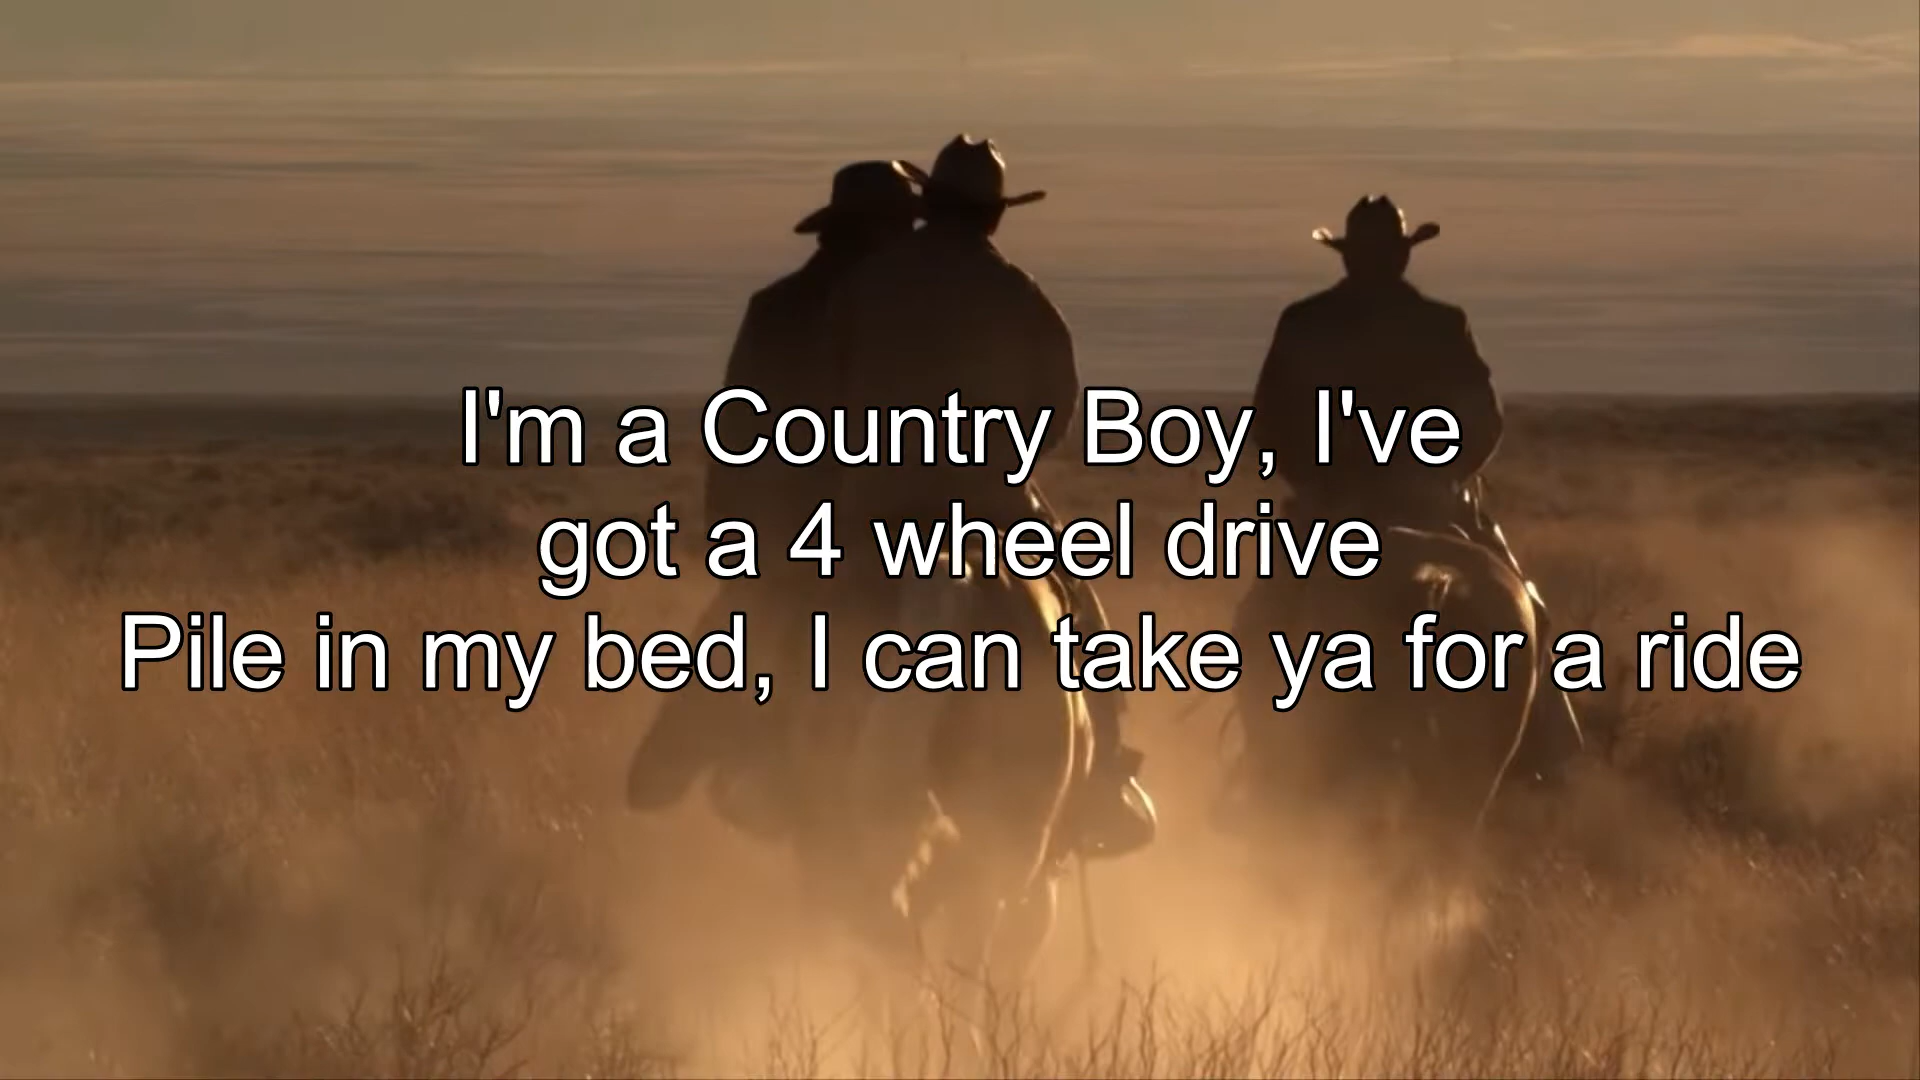 I'm a Country Boy, I've
got a 4 wheel drive
Pile in my bed, I can take ya for a ride